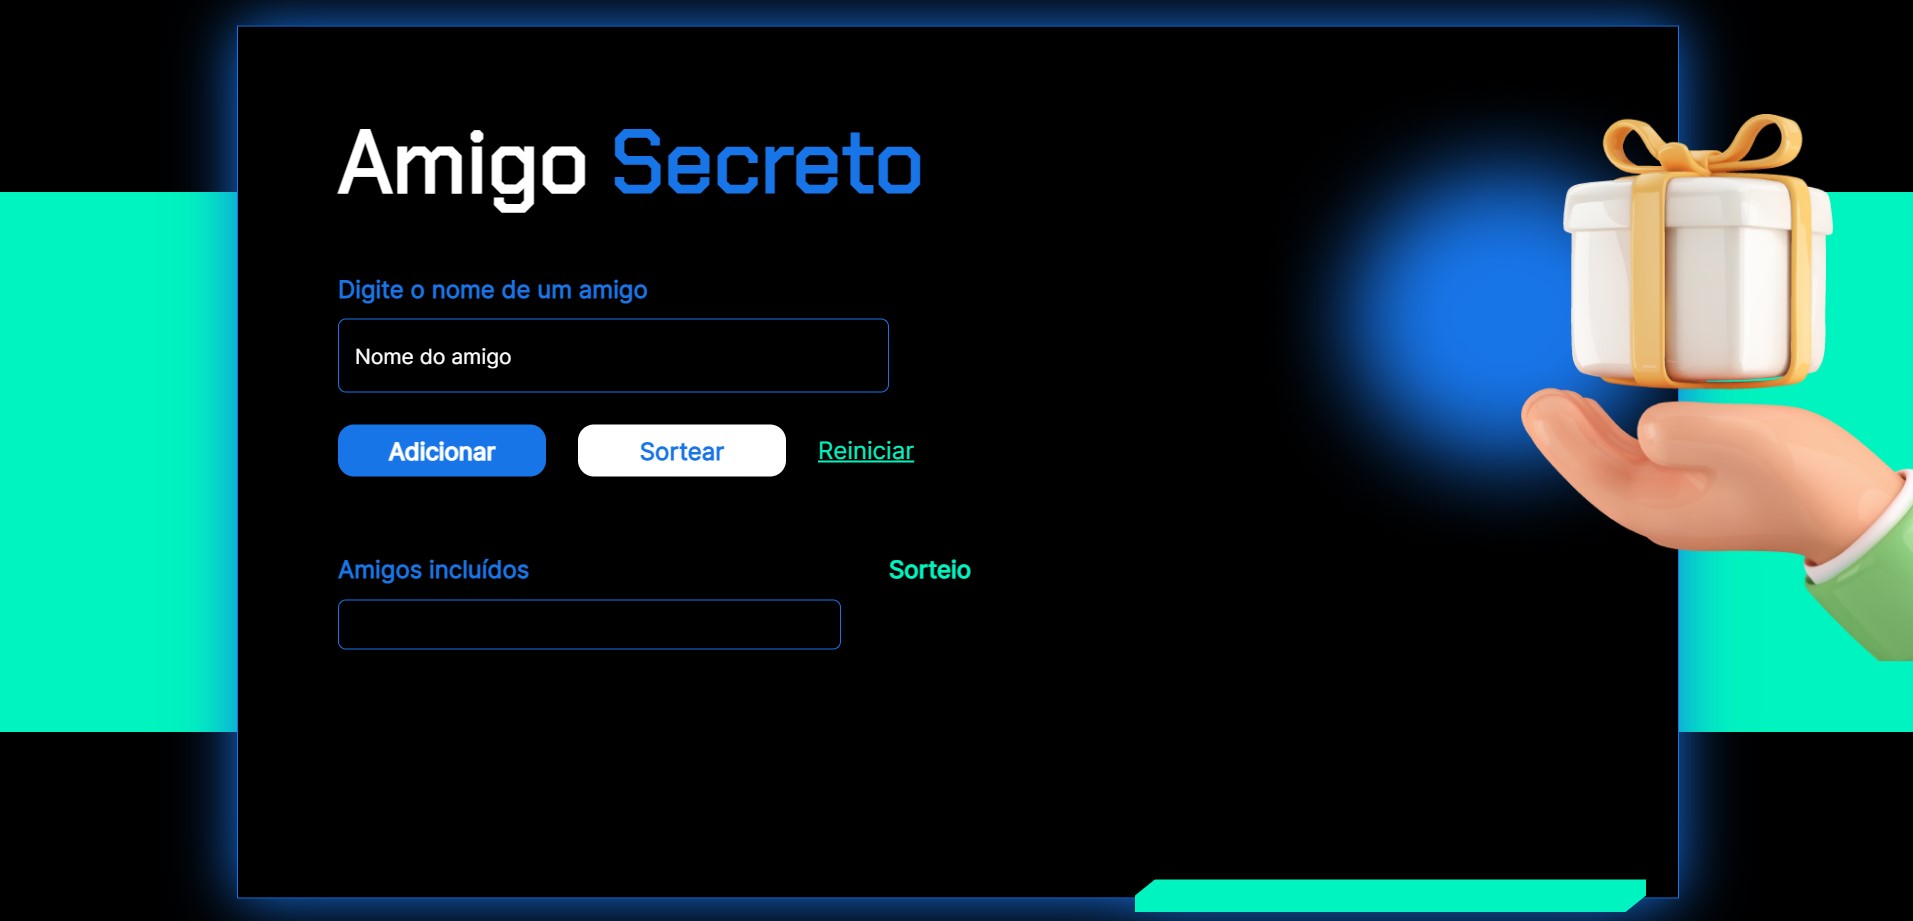 Amigo Secreto
Digite o nome de um amigo
Nome do amigo
Adicionar Sortear Reiniciar
Amigos incluídos
Sorteio